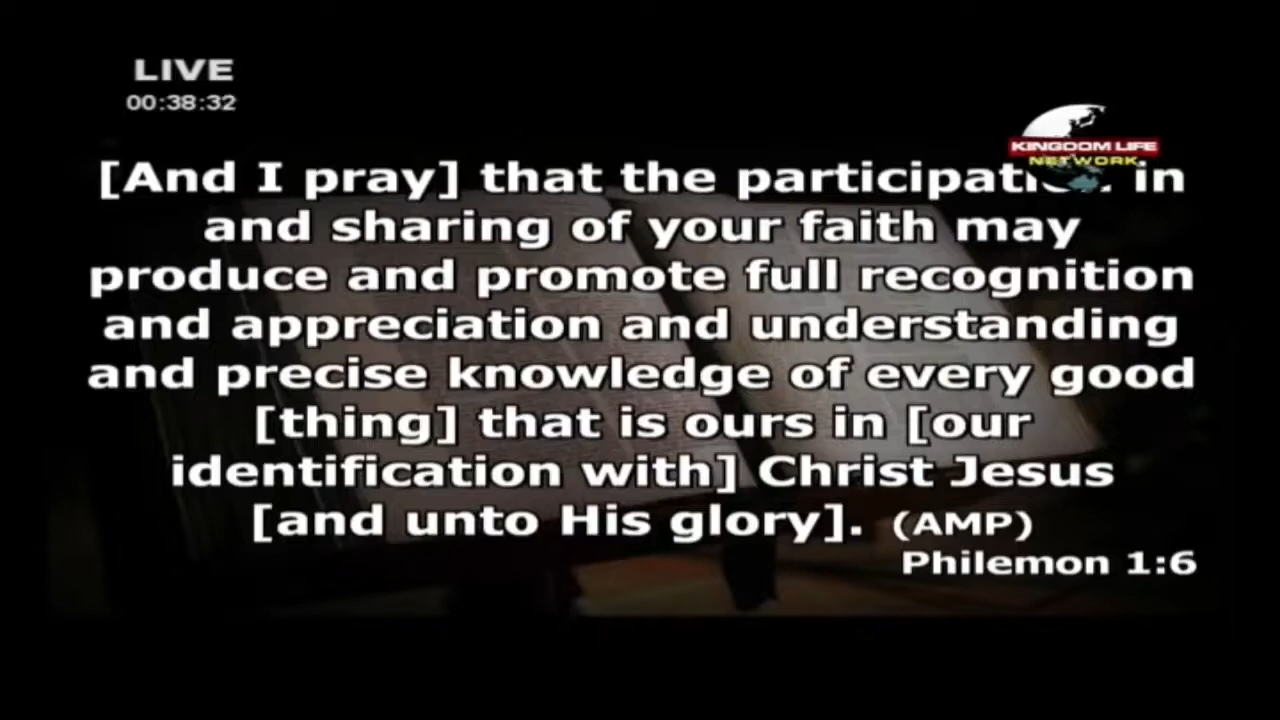 LIVE
00:38:32
KINGDOM LIFE
NETWORK
[And I pray] that the in
and sharing of your faith may
produce and promote full recognition
and appreciation and understanding
and precise knowledge of every good
[thing] that is ours in [our
identification with] Christ Jesus
[and unto His glory]. (AMP)
Philemon 1:6